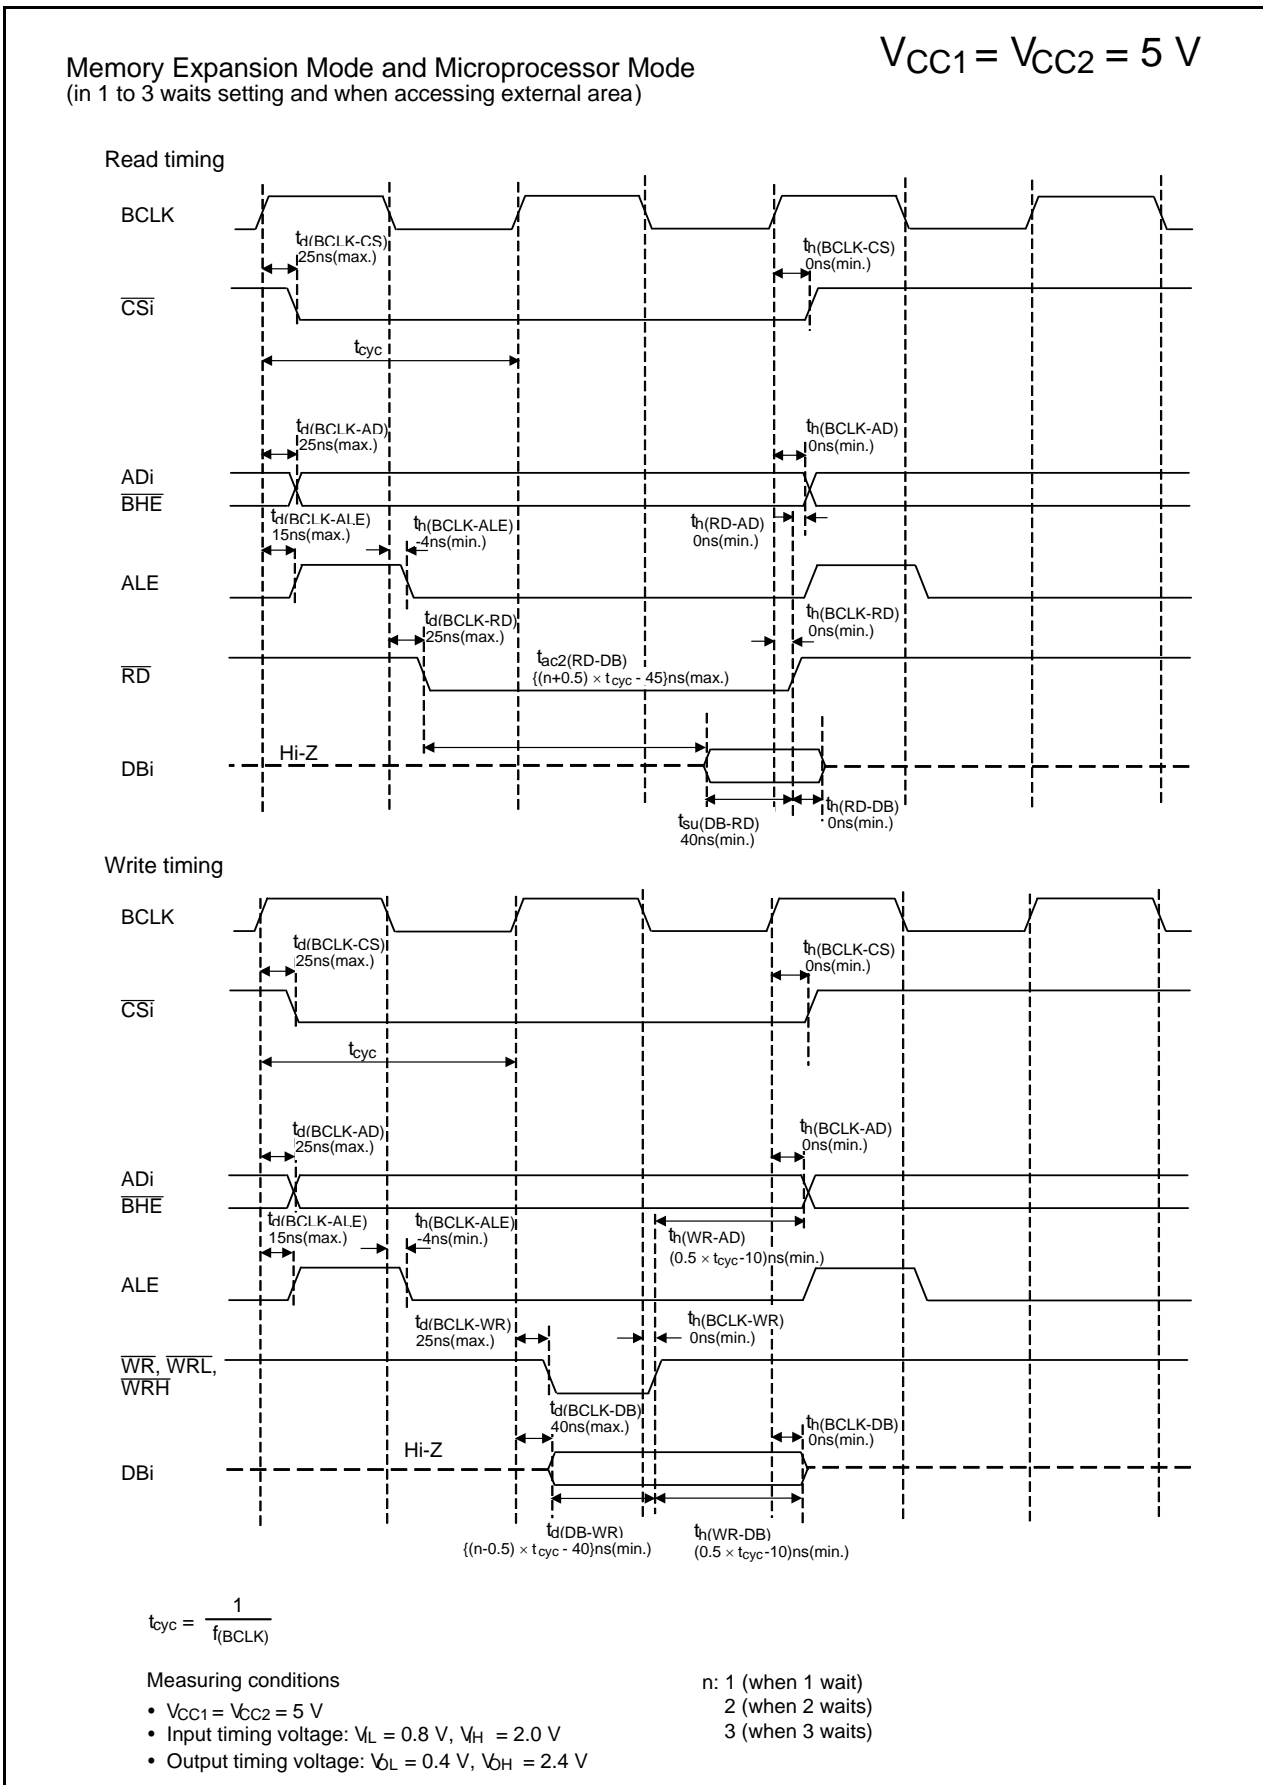 VCC1 = VCC2 = 5 V
Memory Expansion Mode and Microprocessor Mode
(in 1 to 3 waits setting and when accessing external area)
Read timing
BCLK
td(BCLK-CS)
25ns(max.)
th(BCLK-CS)
0ns(min.)
CSi
tcyc
td(BCLK-AD)
25ns(max.)
th(BCLK-AD)
0ns(min.)
ADi
BHE
td(BCLK-ALE)
15ns(max.)
th(BCLK-ALE)
-4ns(min.)
th(RD-AD)
0ns(min.)
ALE
td(BCLK-RD)
25ns(max.)
th(BCLK-RD)
0ns(min.)
RD
tac2(RD-DB)
{(n+0.5) × tcyc - 45}ns(max.)
Hi-Z
DBi
tsu(DB-RD)
40ns(min.)
th(RD-DB)
0ns(min.)
Write timing
BCLK
td(BCLK-CS)
25ns(max.)
th(BCLK-CS)
0ns(min.)
CSi
tcyc
td(BCLK-AD)
25ns(max.)
th(BCLK-AD)
0ns(min.)
ADi
BHE
td(BCLK-ALE)
15ns(max.)
th(BCLK-ALE)
-4ns(min.)
th(WR-AD)
(0.5 × tcyc-10)ns(min.)
ALE
td(BCLK-WR)
25ns(max.)
th(BCLK-WR)
0ns(min.)
WR, WRL,
WRH
td(BCLK-DB)
40ns(max.)
th(BCLK-DB)
0ns(min.)
Hi-Z
DBi
td(DB-WR)
{(n-0.5) × tcyc - 40}ns(min.)
th(WR-DB)
(0.5 × tcyc-10)ns(min.)
tcyc = 1
f(BCLK)
Measuring conditions
• VCC1 = VCC2 = 5 V
• Input timing voltage: VIL = 0.8 V, VIH = 2.0 V
• Output timing voltage: VOL = 0.4 V, VOH = 2.4 V
n: 1 (when 1 wait)
2 (when 2 waits)
3 (when 3 waits)